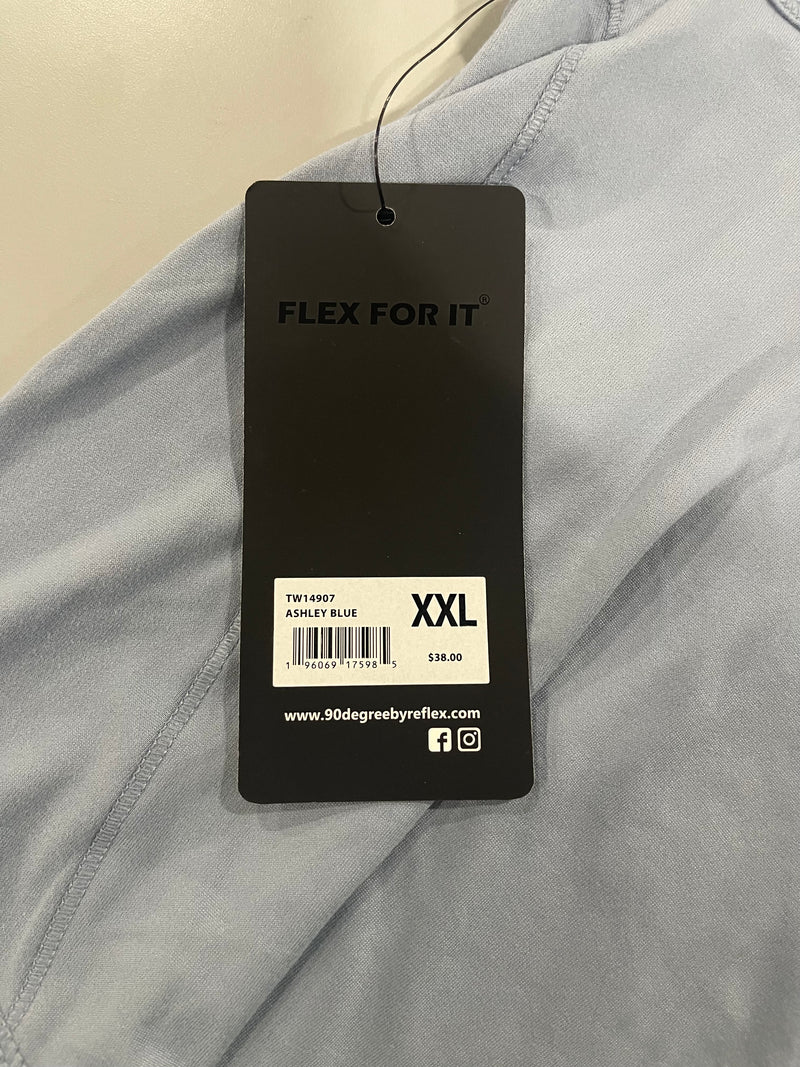 FLEX FOR IT®
TW14907
ASHLEY BLUE
XXL
1 96069 17598 5
$38.00
www.90degreebyreflex.com